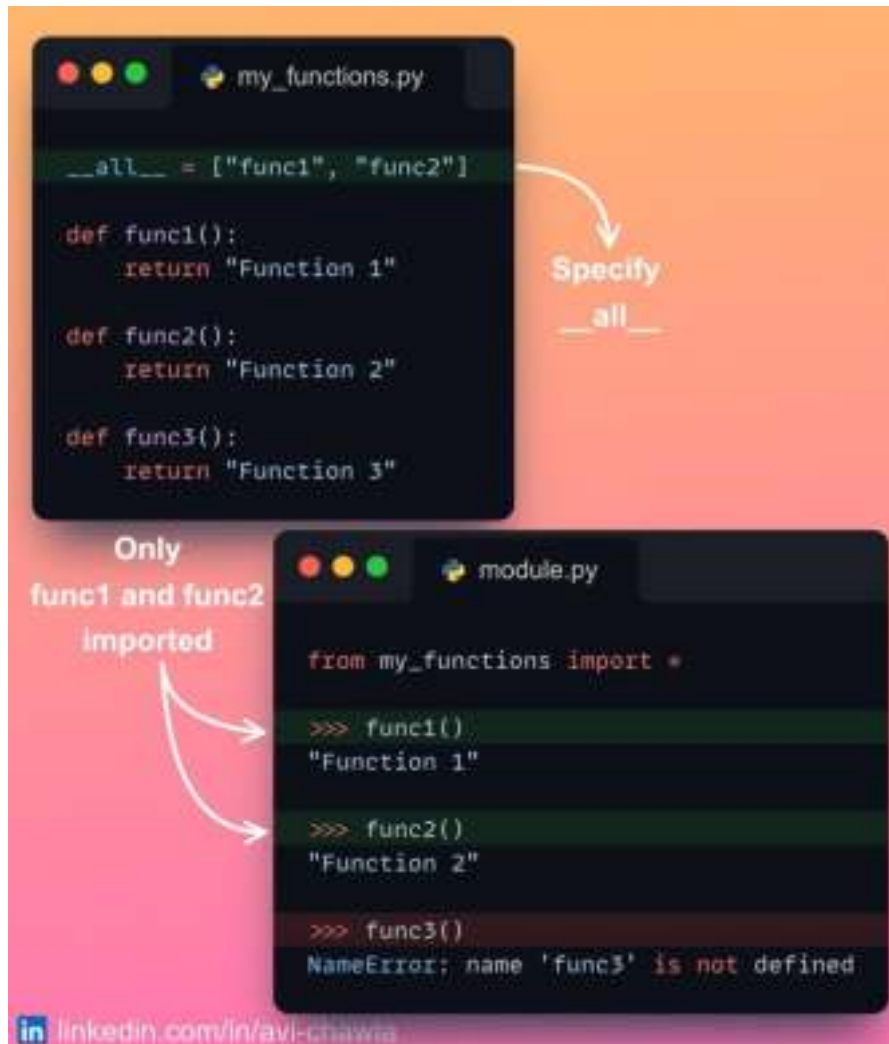 my_functions.py
__all__ = ["func1", "func2"]
def func1():
    return "Function 1"
def func2():
    return "Function 2"
def func3():
    return "Function 3"
Specify
__all__
Only
func1 and func2
imported
module.py
from my_functions import *
>>> func1()
"Function 1"
>>> func2()
"Function 2"
>>> func3()
NameError: name 'func3' is not defined
in linkedin.com/in/avi-chawla